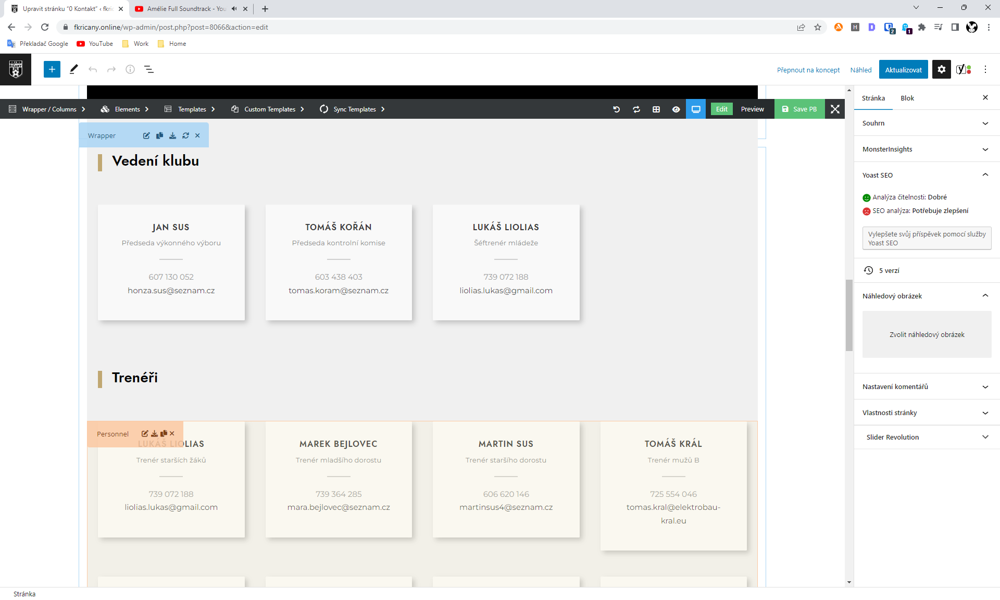 Upravit stránku “0 Kontakt” ‹ fkric
Amélie Full Soundtrack - You
fkricany.online/wp-admin/post.php?post=8066&action=edit
H
D
2
1
Překladač Google
YouTube
Work
Home
Přepnout na koncept
Náhled
Aktualizovat
Wrapper / Columns
Elements
Templates
Custom Templates
Sync Templates
Edit
Preview
Save PB
Wrapper
Vedení klubu
JAN SUS
Předseda výkonného výboru
607 130 052
honza.sus@seznam.cz
TOMÁŠ KOŘÁN
Předseda kontrolní komise
603 438 403
tomas.koram@seznam.cz
LUKÁŠ LIOLIAS
Šéftrenér mládeže
739 072 188
liolias.lukas@gmail.com
Trenéři
Personnel
LUKÁŠ LIOLIAS
Trenér starších žáků
739 072 188
liolias.lukas@gmail.com
MAREK BEJLOVEC
Trenér mladšího dorostu
739 364 285
mara.bejlovec@seznam.cz
MARTIN SUS
Trenér staršího dorostu
606 620 146
martinsus4@seznam.cz
TOMÁŠ KRÁL
Trenér mužů B
725 554 046
tomas.kral@elektrobau-
kral.eu
Stránka
Blok
Souhrn
MonsterInsights
Yoast SEO
Analýza čitelnosti: Dobré
SEO analýza: Potřebuje zlepšení
Vylepšete svůj příspěvek pomocí služby
Yoast SEO
5 verzí
Náhledový obrázek
Zvolit náhledový obrázek
Nastavení komentářů
Vlastnosti stránky
Slider Revolution
Stránka